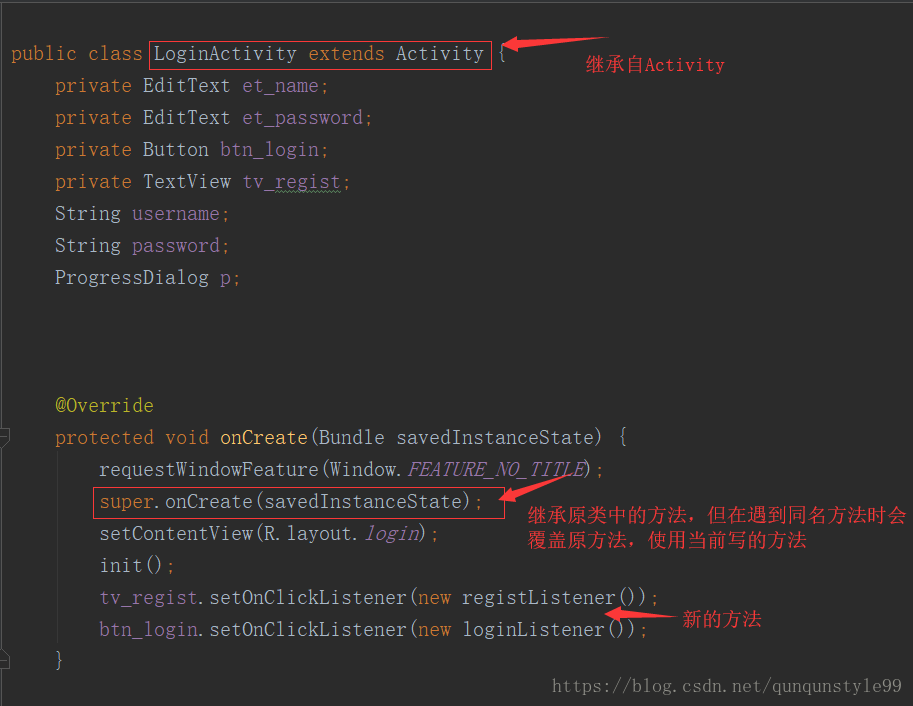 public class LoginActivity extends Activity {
继承自Activity
private EditText et_name;
private EditText et_password;
private Button btn_login;
private TextView tv_regist;
String username;
String password;
ProgressDialog p;
@Override
protected void onCreate(Bundle savedInstanceState) {
requestWindowFeature(Window.FEATURE_NO_TITLE);
super.onCreate(savedInstanceState);
继承原类中的方法，但在遇到同名方法时会
覆盖原方法，使用当前写的方法
setContentView(R.layout.login);
init();
tv_regist.setOnClickListener(new registListener());
新的方法
btn_login.setOnClickListener(new loginListener());
}
https://blog.csdn.net/qunqunstyle99